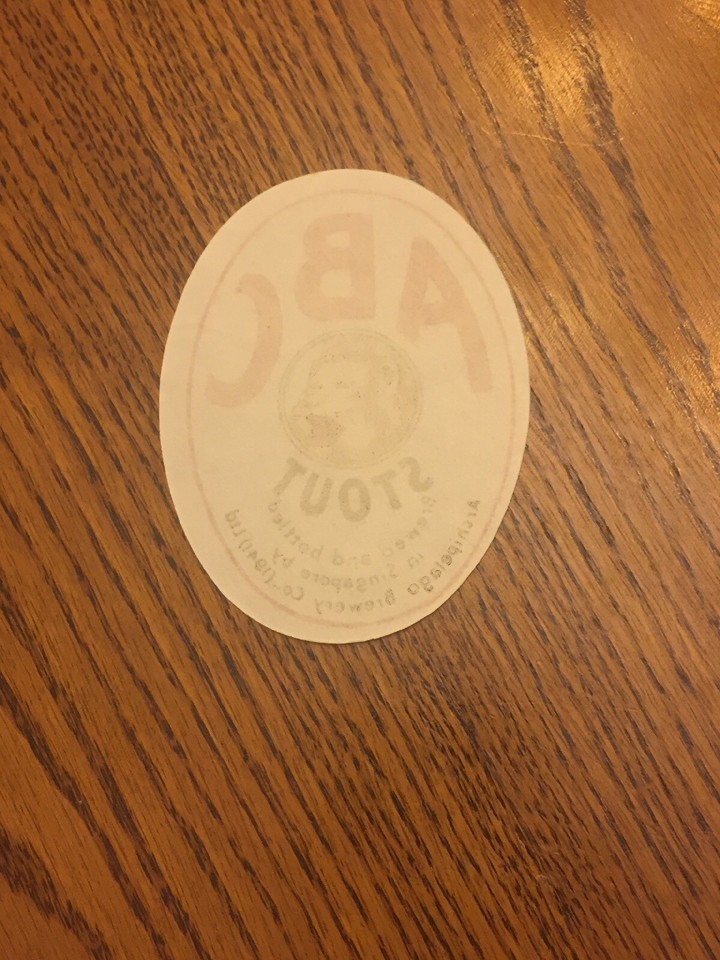 ABC
STOUT
Brewed and bottled
in Singapore by
Archipelago Brewery Co.,(1941) Ltd